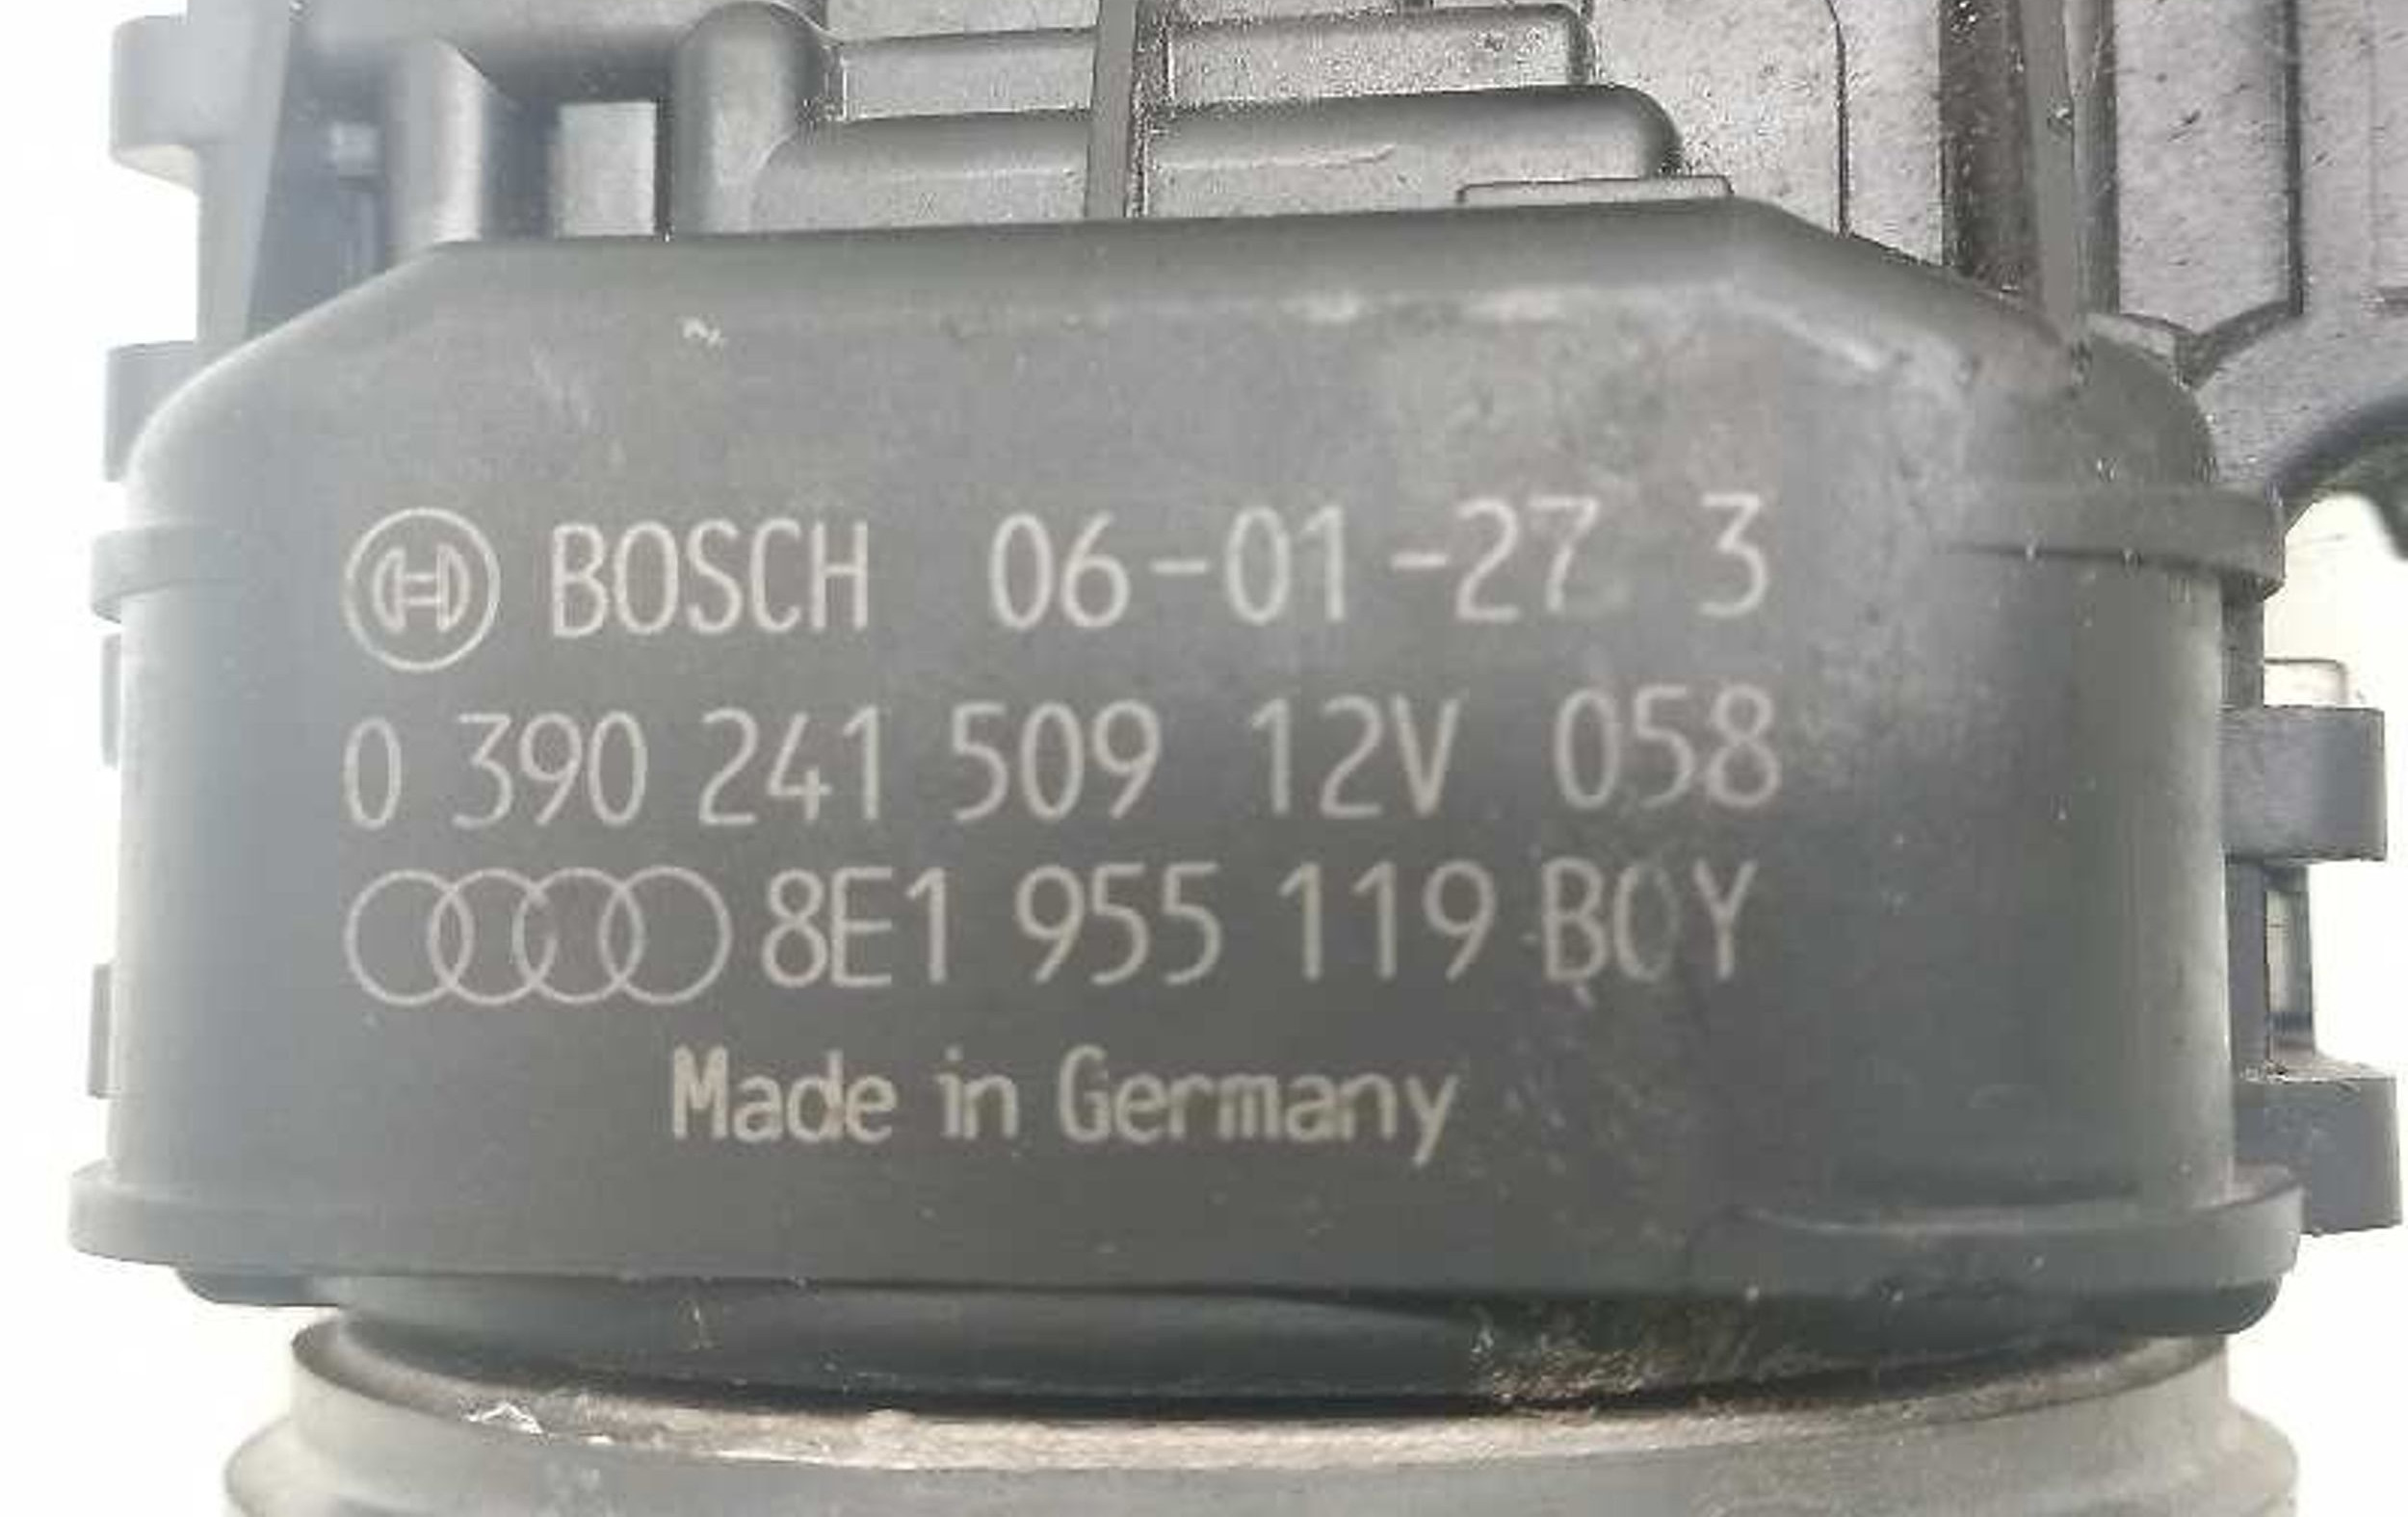 BOSCH 06-01-27 3
0 390 241 509 12V 058
8E1 955 119 B0Y
Made in Germany